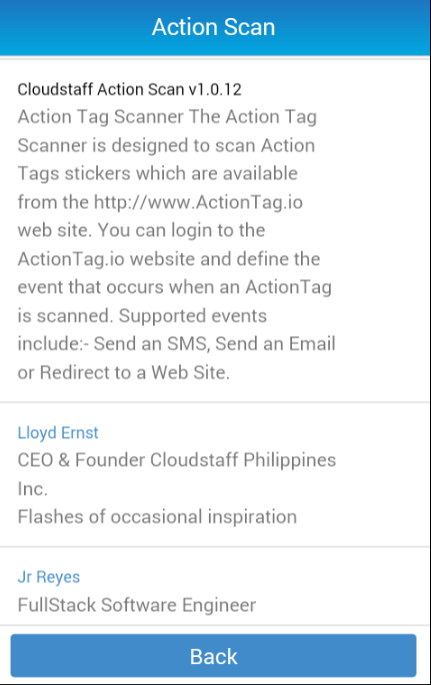 Action Scan
Cloudstaff Action Scan v1.0.12
Action Tag Scanner The Action Tag
Scanner is designed to scan Action
Tags stickers which are available
from the http://www.ActionTag.io
web site. You can login to the
ActionTag.io website and define the
event that occurs when an ActionTag
is scanned. Supported events
include:- Send an SMS, Send an Email
or Redirect to a Web Site.
Lloyd Ernst
CEO & Founder Cloudstaff Philippines
Inc.
Flashes of occasional inspiration
Jr Reyes
FullStack Software Engineer
Back